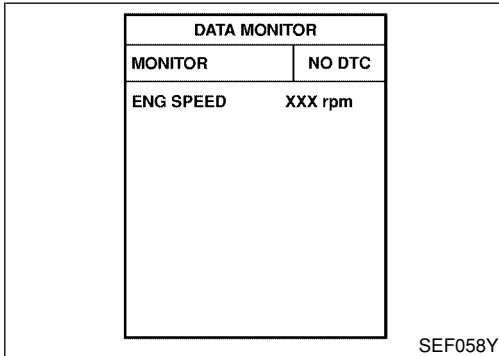 DATA MONITOR
MONITOR NO DTC
ENG SPEED XXX rpm
SEF058Y